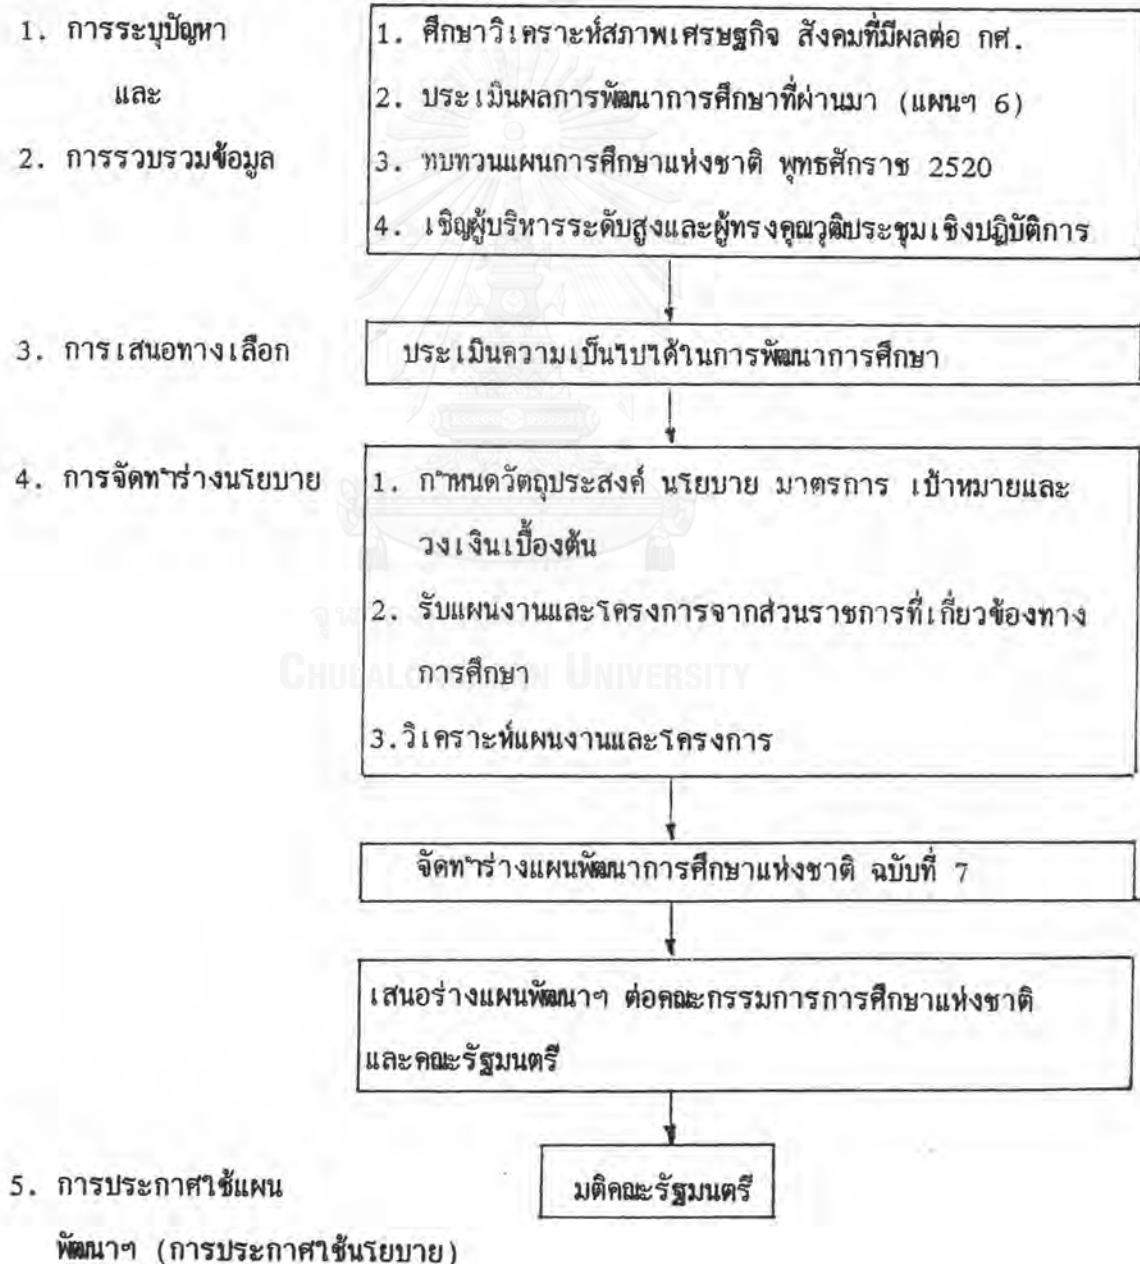 1. การระบุปัญหา
และ
2. การรวบรวมข้อมูล
1. ศึกษาวิเคราะห์สภาพเศรษฐกิจ สังคมที่มีผลต่อ กศ.
2. ประเมินผลการพัฒนาการศึกษาที่ผ่านมา (แผนฯ 6)
3. ทบทวนแผนการศึกษาแห่งชาติ พุทธศักราช 2520
4. เชิญผู้บริหารระดับสูงและผู้ทรงคุณวุฒิประชุมเชิงปฏิบัติการ
3. การเสนอทางเลือก
ประเมินความเป็นไปได้ในการพัฒนาการศึกษา
4. การจัดทำร่างนโยบาย
1. กำหนดวัตถุประสงค์ นโยบาย มาตรการ เป้าหมายและ
วงเงินเบื้องต้น
2. รับแผนงานและโครงการจากส่วนราชการที่เกี่ยวข้องทาง
การศึกษา
3.วิเคราะห์แผนงานและโครงการ
CHULALONGKORN UNIVERSITY
จัดทำร่างแผนพัฒนาการศึกษาแห่งชาติ ฉบับที่ 7
เสนอร่างแผนพัฒนาฯ ต่อคณะกรรมการการศึกษาแห่งชาติ
และคณะรัฐมนตรี
5. การประกาศใช้แผน
พัฒนาฯ (การประกาศใช้นโยบาย)
มติคณะรัฐมนตรี